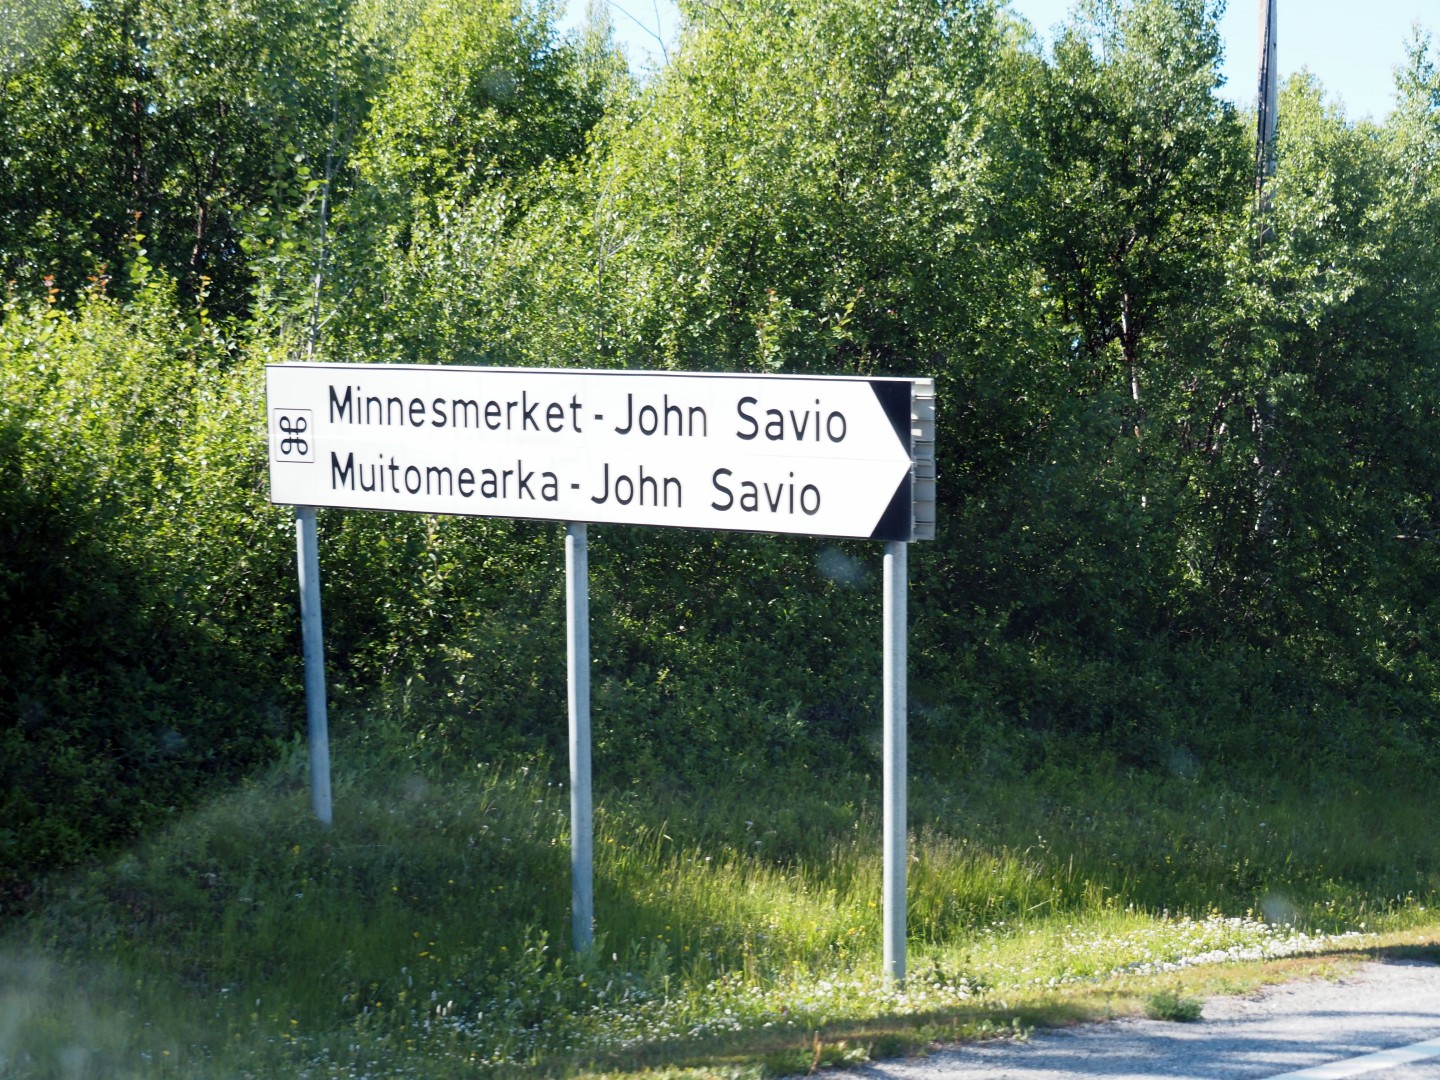 Minnesmerket - John Savio
Muitomearka - John Savio